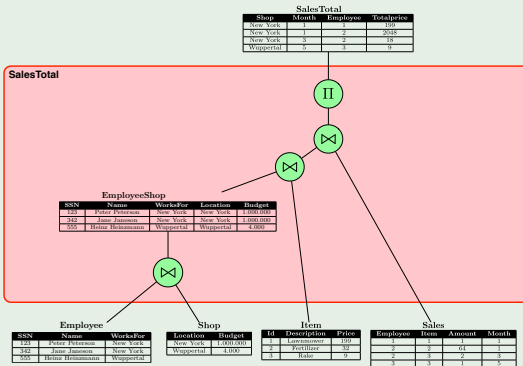 SalesTotal
Shop Month Employee Totalprice
New York 1 1 199
New York 1 2 2048
New York 3 2 18
Wuppertal 5 3 9
SalesTotal
Π
⋈
⋈
EmployeeShop
SSN Name WorksFor Location Budget
123 Peter Peterson New York New York 1.000.000
342 Jane Janeson New York New York 1.000.000
555 Heinz Heinzmann Wuppertal Wuppertal 4.000
⋈
Employee
SSN Name WorksFor
123 Peter Peterson New York
342 Jane Janeson New York
555 Heinz Heinzmann Wuppertal
Shop
Location Budget
New York 1.000.000
Wuppertal 4.000
Item
Id Description Price
1 Lawnmower 199
2 Fertilizer 32
3 Rake 9
Sales
Employee Item Amount Month
1 1 1 1
2 2 64 1
2 3 2 3
3 3 1 5